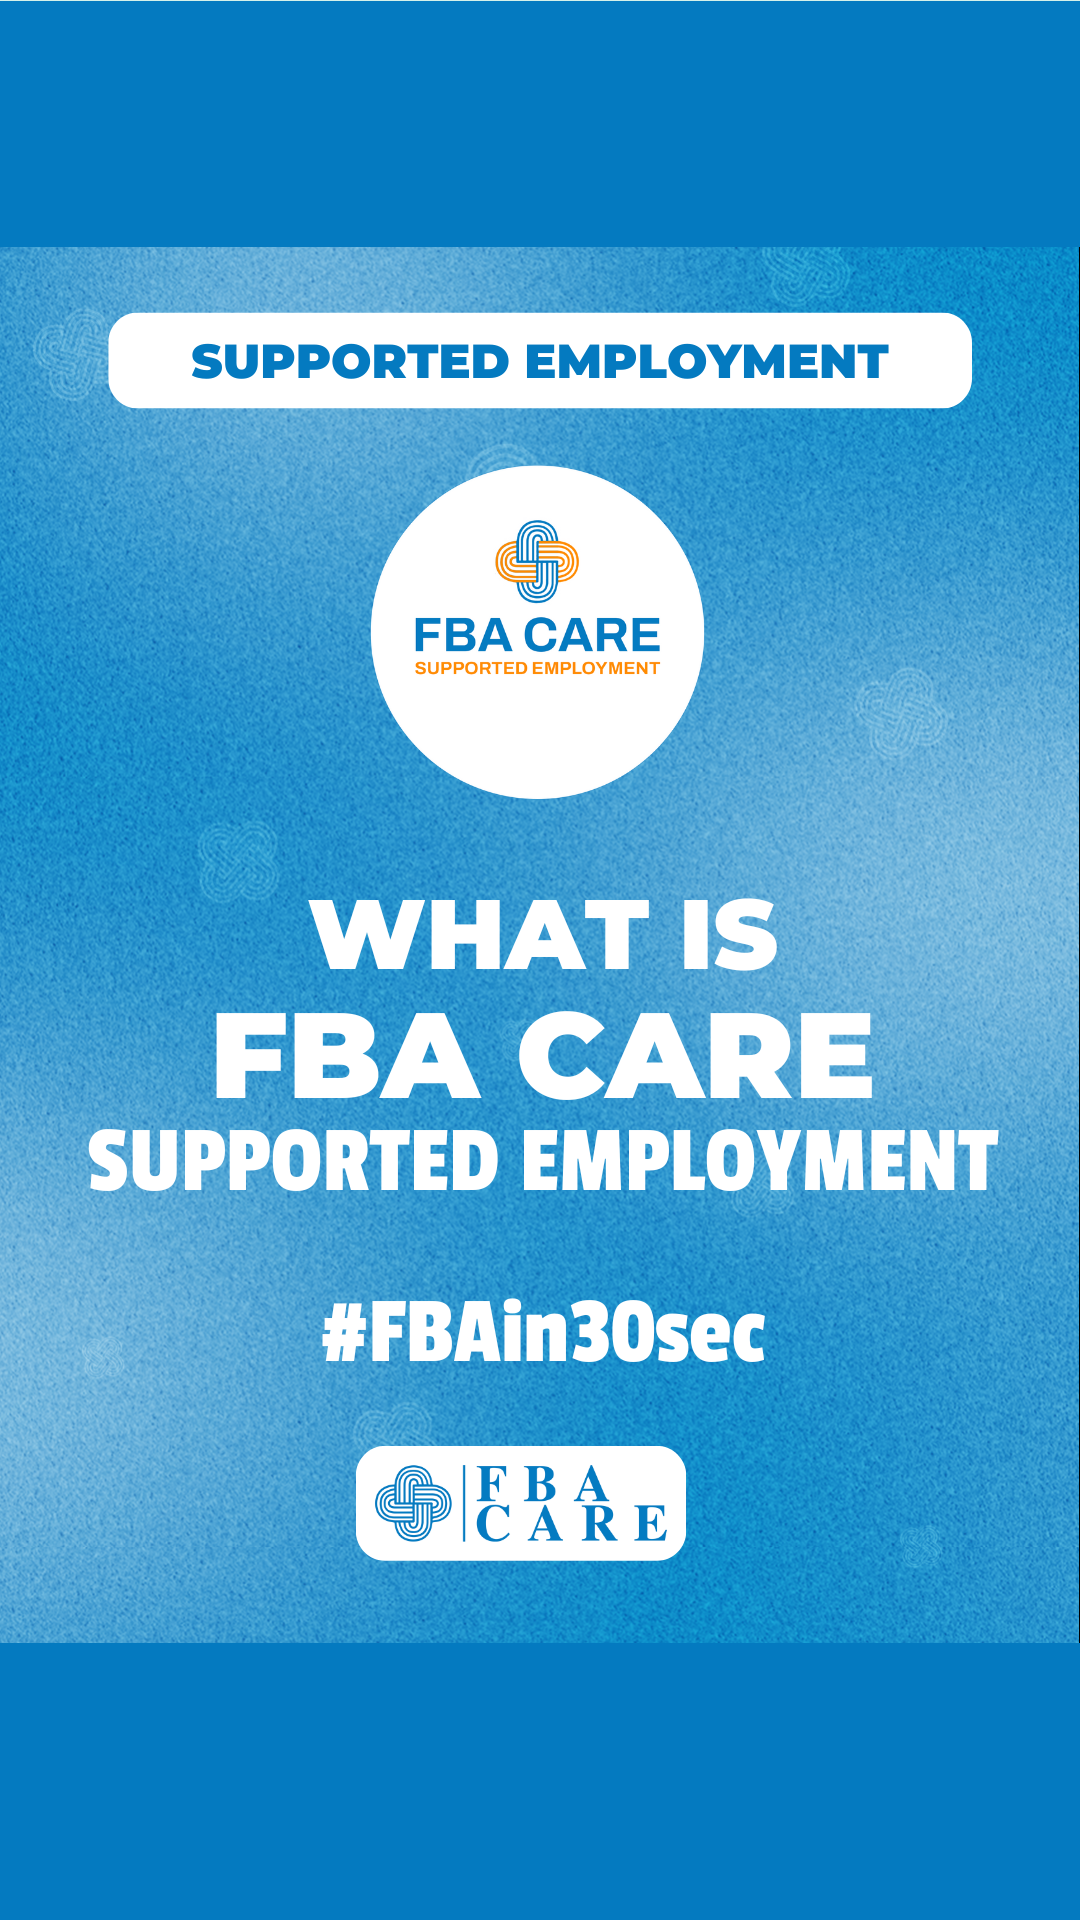 SUPPORTED EMPLOYMENT
FBA CARE
SUPPORTED EMPLOYMENT
WHAT IS
FBA CARE
SUPPORTED EMPLOYMENT
#FBAin30sec
FBA
CARE